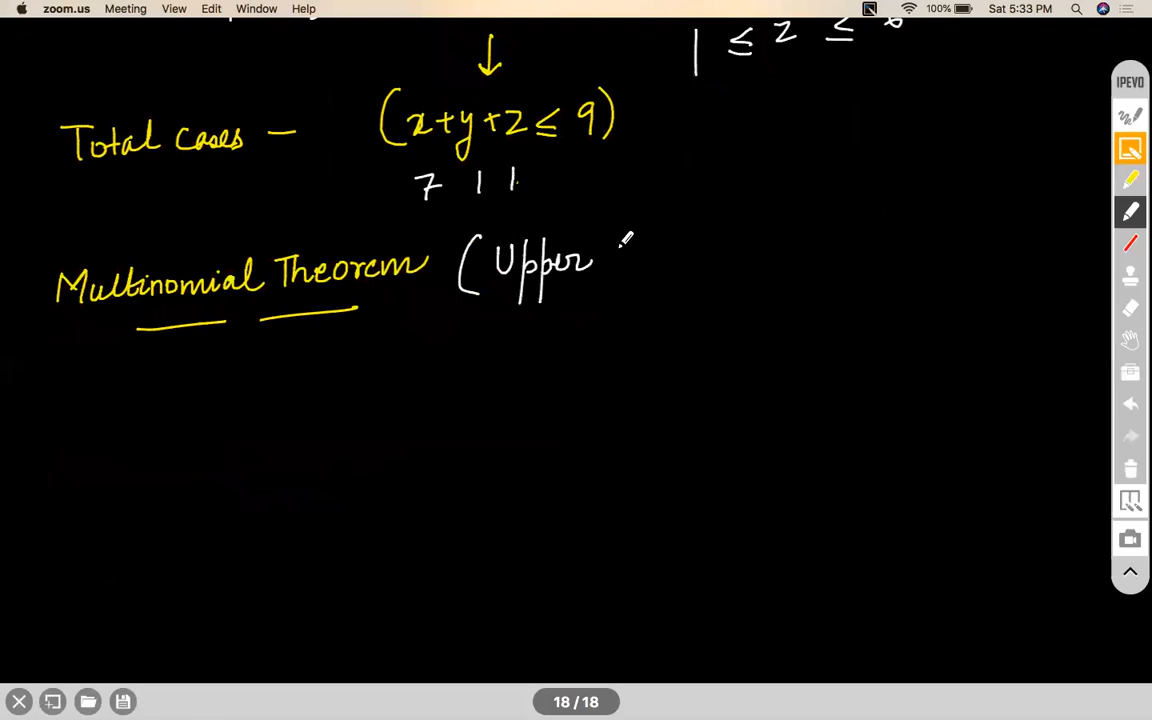 zoom.us Meeting View Edit Window Help 100% Sat 5:33 PM
1 ≤ z ≤ 6
Total cases - (x+y+z ≤ 9)
7 1 1
Multinomial Theorem (Upper
IPEVO
18 / 18